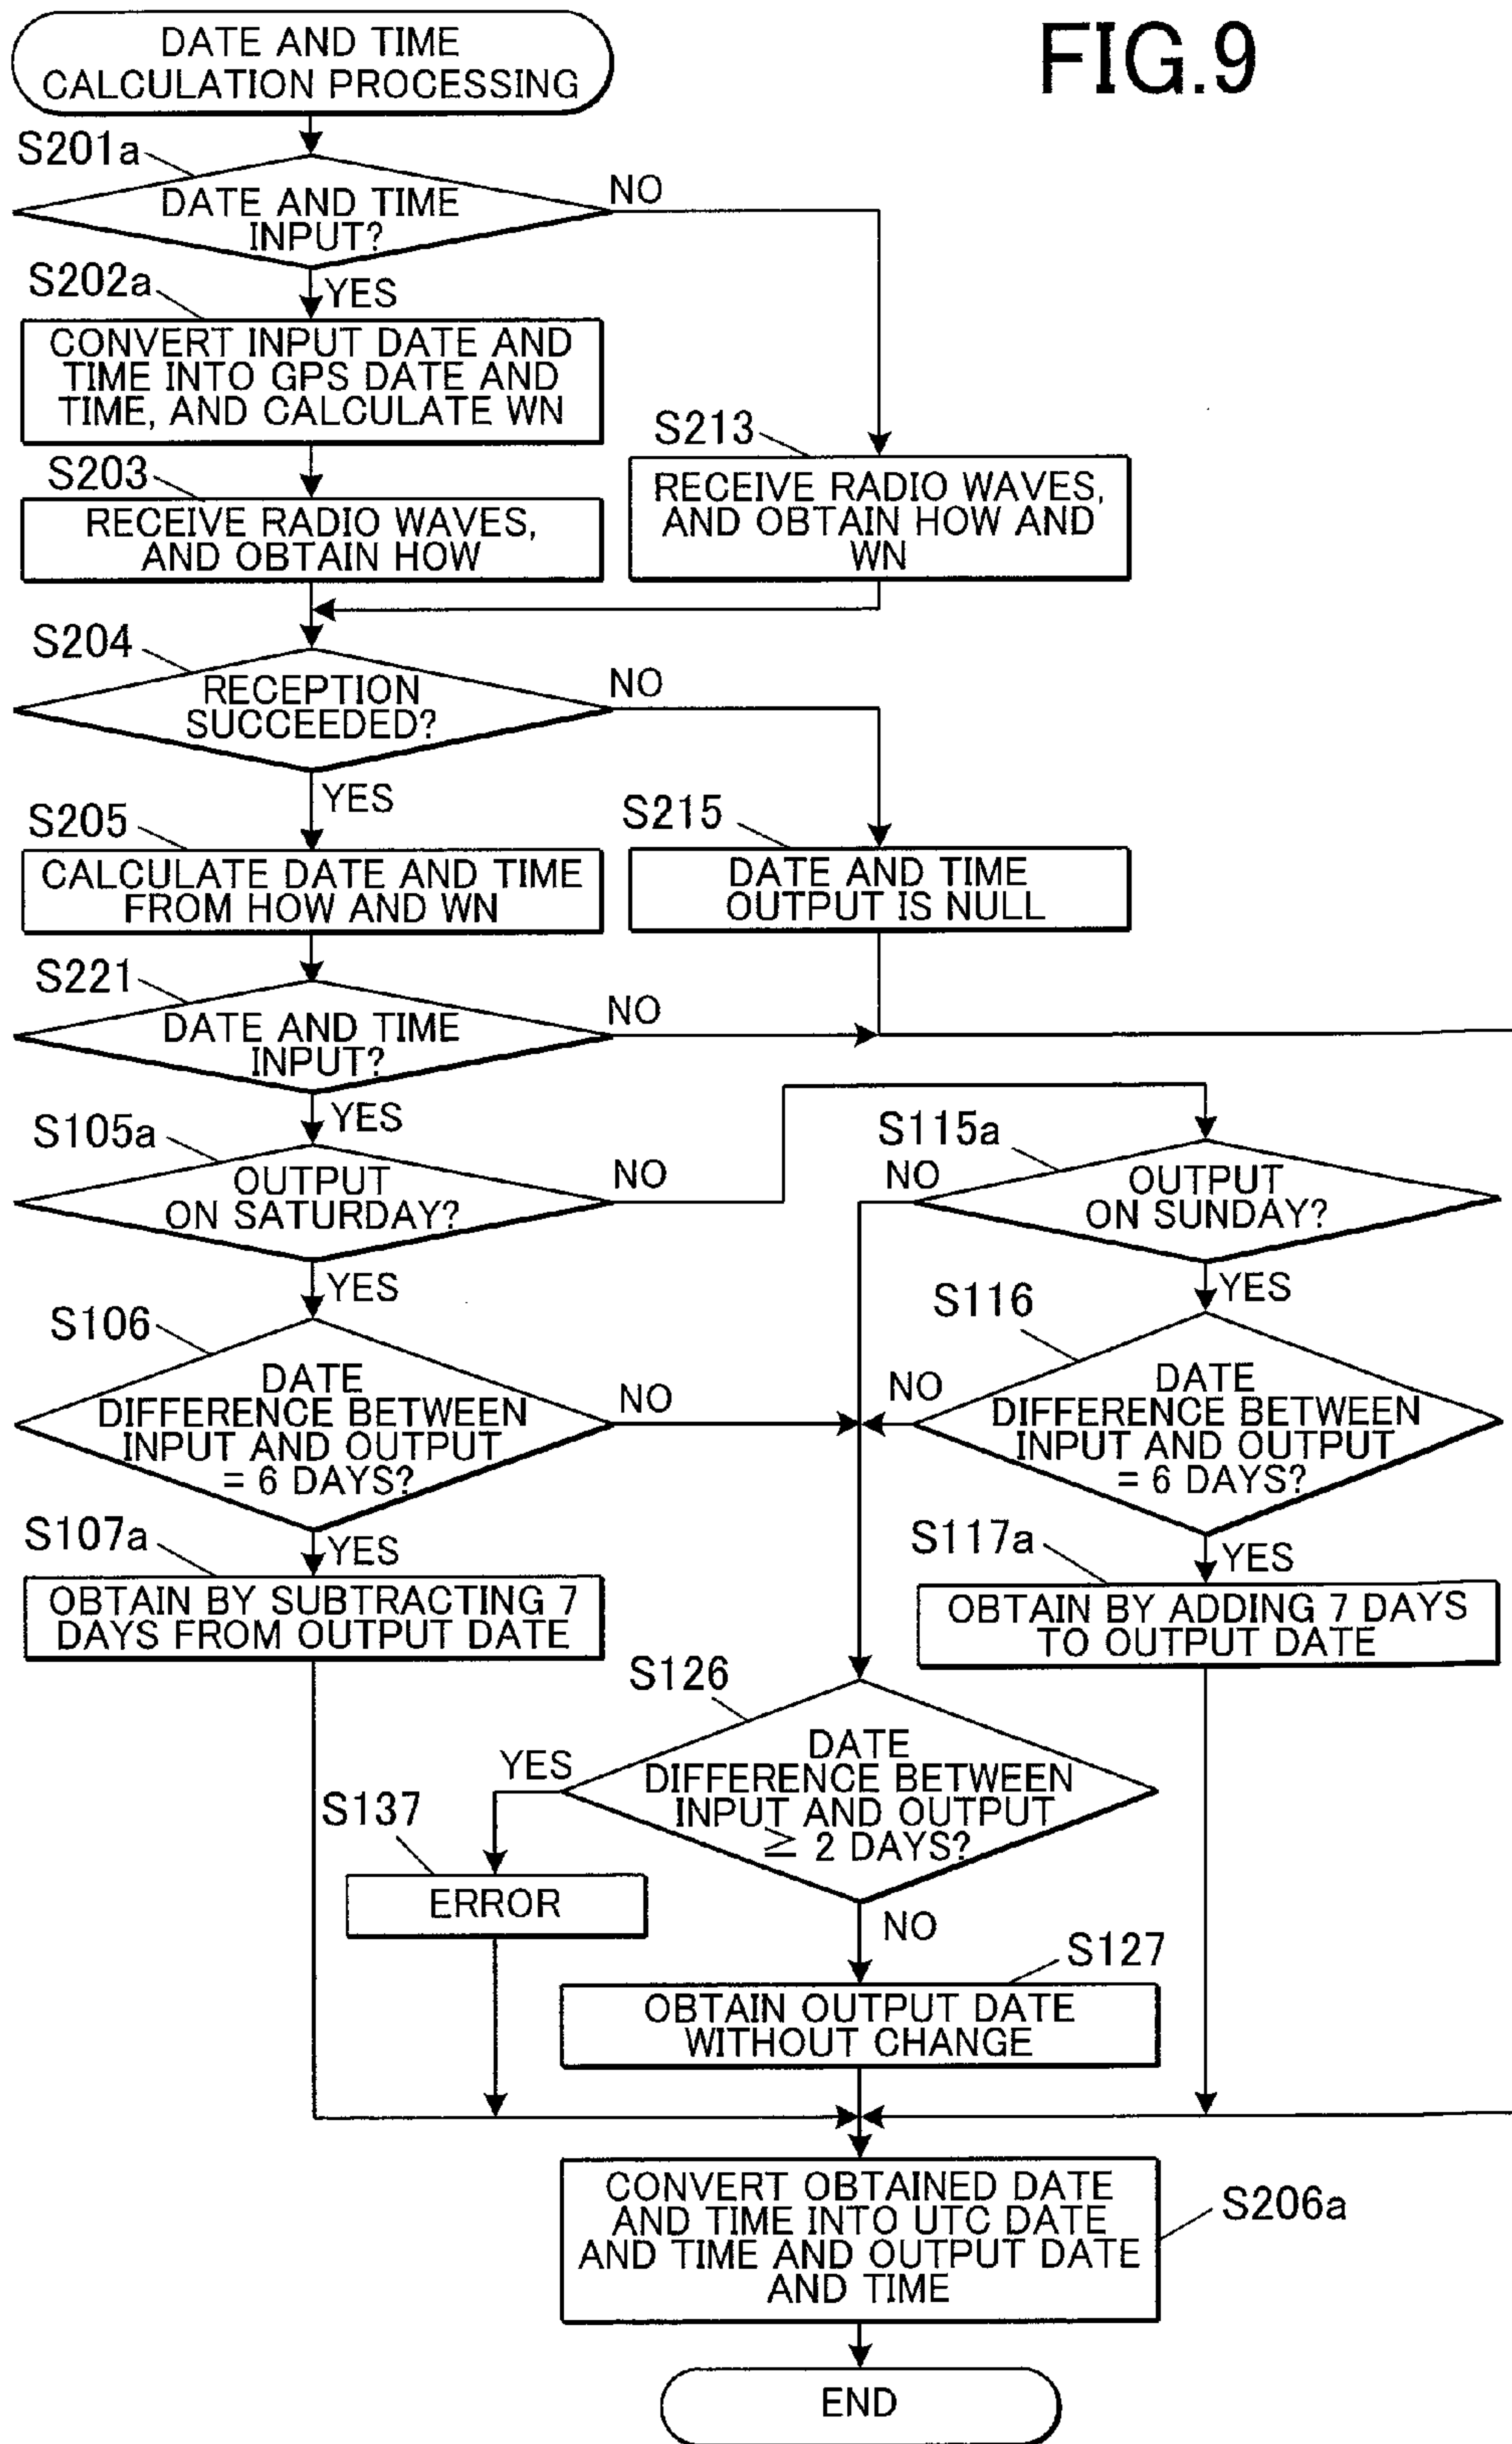 FIG.9
DATE AND TIME
CALCULATION PROCESSING
S201a
DATE AND TIME
INPUT?
NO
YES
S202a
CONVERT INPUT DATE AND
TIME INTO GPS DATE AND
TIME, AND CALCULATE WN
S203
RECEIVE RADIO WAVES,
AND OBTAIN HOW
S213
RECEIVE RADIO WAVES,
AND OBTAIN HOW AND
WN
S204
RECEPTION
SUCCEEDED?
NO
YES
S205
CALCULATE DATE AND TIME
FROM HOW AND WN
S215
DATE AND TIME
OUTPUT IS NULL
S221
DATE AND TIME
INPUT?
NO
YES
S105a
OUTPUT
ON SATURDAY?
NO
YES
S115a
NO
OUTPUT
ON SUNDAY?
YES
S106
DATE
DIFFERENCE BETWEEN
INPUT AND OUTPUT
= 6 DAYS?
NO
YES
S116
NO
DATE
DIFFERENCE BETWEEN
INPUT AND OUTPUT
= 6 DAYS?
YES
S107a
OBTAIN BY SUBTRACTING 7
DAYS FROM OUTPUT DATE
S117a
OBTAIN BY ADDING 7 DAYS
TO OUTPUT DATE
S126
YES
DATE
DIFFERENCE BETWEEN
INPUT AND OUTPUT
≧ 2 DAYS?
NO
S137
ERROR
S127
OBTAIN OUTPUT DATE
WITHOUT CHANGE
CONVERT OBTAINED DATE
AND TIME INTO UTC DATE
AND TIME AND OUTPUT DATE
AND TIME
S206a
END